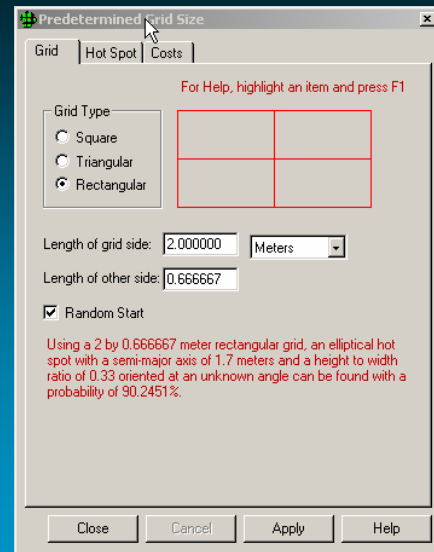 Predetermined Grid Size
Grid Hot Spot Costs
For Help, highlight an item and press F1
Grid Type
Square
Triangular
Rectangular
Length of grid side: 2.000000 Meters
Length of other side: 0.666667
Random Start
Using a 2 by 0.666667 meter rectangular grid, an elliptical hot
spot with a semi-major axis of 1.7 meters and a height to width
ratio of 0.33 oriented at an unknown angle can be found with a
probability of 90.2451%.
Close Cancel Apply Help